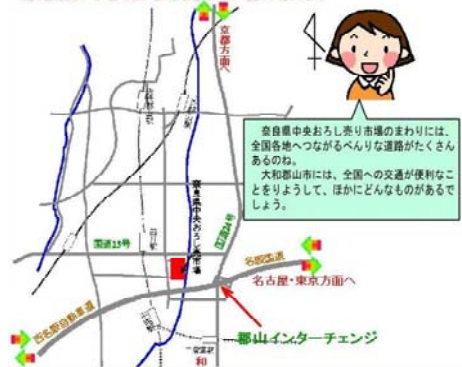 京都方面へ
奈良県中央おろし売り市場のまわりには、
全国各地へつながるべんりな道路がたくさん
あるのね。
大和郡山市には、全国への交通が便利なこ
とをりようして、ほかにどんなものがあるで
しょう。
奈良県中央おろし売り市場
国道24号
国道25号
名阪国道
名古屋・東京方面へ
西名阪自動車道
郡山インターチェンジ
和